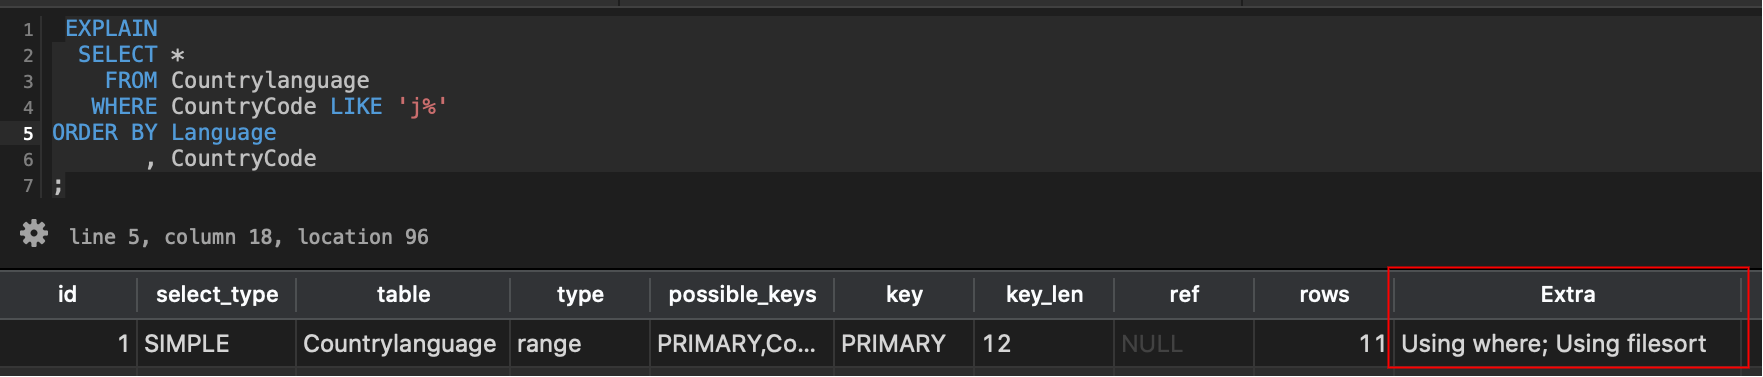 1 EXPLAIN
2 SELECT *
3 FROM Countrylanguage
4 WHERE CountryCode LIKE 'j%'
5 ORDER BY Language
6 , CountryCode
7 ;
line 5, column 18, location 96
id select_type table type possible_keys key key_len ref rows Extra
1 SIMPLE Countrylanguage range PRIMARY,Co... PRIMARY 12 NULL 11 Using where; Using filesort